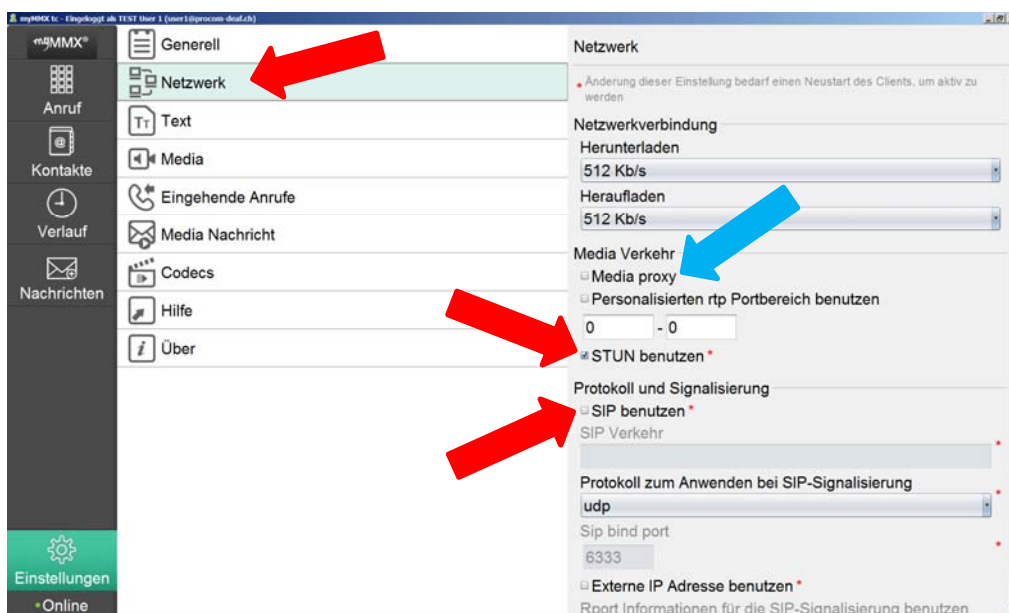 myMMX tc - Eingeloggt als TEST User 1 (user1@procom-deaf.ch)
myMMX®
Anruf
Kontakte
Verlauf
Nachrichten
Einstellungen
Online
Generell
Netzwerk
Text
Media
Eingehende Anrufe
Media Nachricht
Codecs
Hilfe
Über
Netzwerk
* Änderung dieser Einstellung bedarf einen Neustart des Clients, um aktiv zu
werden
Netzwerkverbindung
Herunterladen
512 Kb/s
Heraufladen
512 Kb/s
Media Verkehr
Media proxy
Personalisierten rtp Portbereich benutzen
0 - 0
STUN benutzen *
Protokoll und Signalisierung
SIP benutzen *
SIP Verkehr
*
Protokoll zum Anwenden bei SIP-Signalisierung
udp *
Sip bind port
6333 *
Externe IP Adresse benutzen *
Rport Informationen für die SIP-Signalisierung benutzen